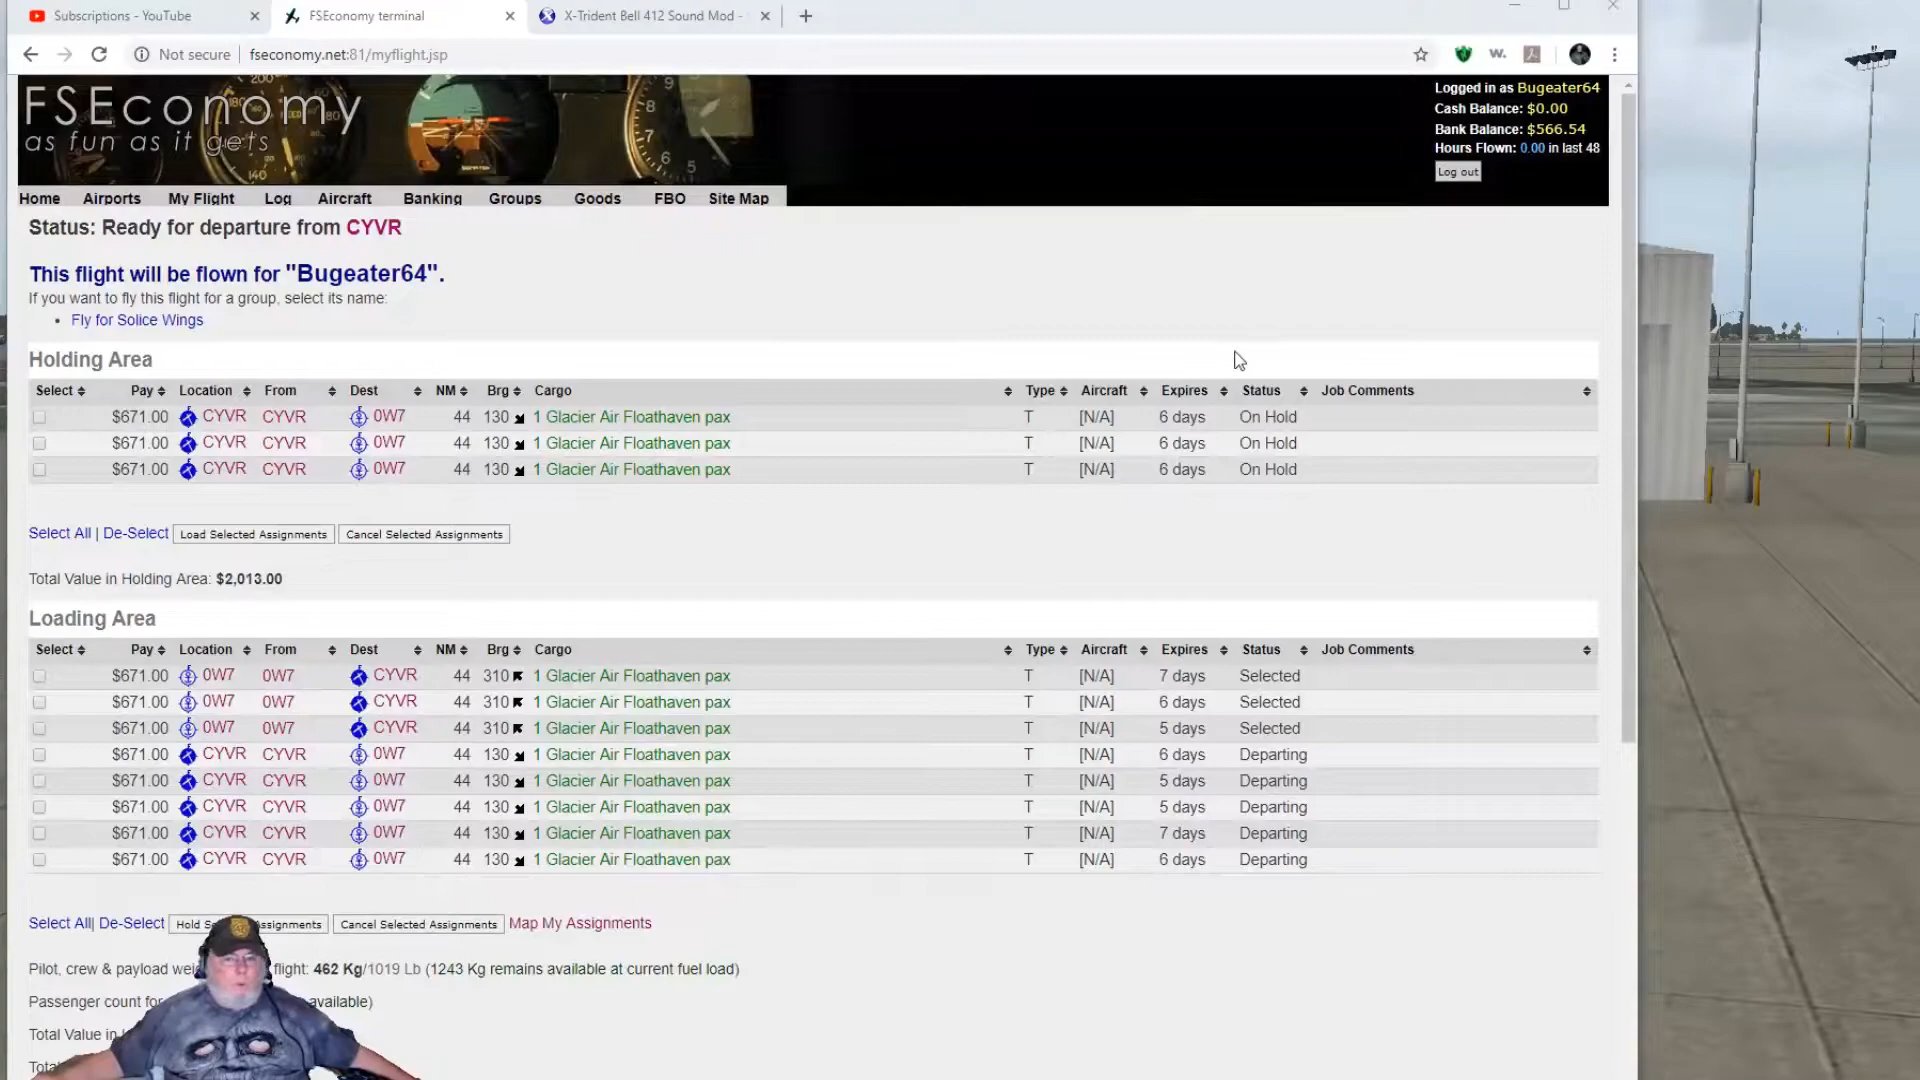 Subscriptions - YouTube
FSEconomy terminal
X-Trident Bell 412 Sound Mod -
Not secure fseconomy.net:81/myflight.jsp
FSEconomy
as fun as it gets
Logged in as Bugeater64
Cash Balance: $0.00
Bank Balance: $566.54
Hours Flown: 0.00 in last 48
Log out
Home Airports My Flight Log Aircraft Banking Groups Goods FBO Site Map
Status: Ready for departure from CYVR
This flight will be flown for "Bugeater64".
If you want to fly this flight for a group, select its name:
• Fly for Solice Wings
Holding Area
Select Pay Location From Dest NM Brg Cargo Type Aircraft Expires Status Job Comments
$671.00 CYVR CYVR 0W7 44 130 1 Glacier Air Floathaven pax T [N/A] 6 days On Hold
$671.00 CYVR CYVR 0W7 44 130 1 Glacier Air Floathaven pax T [N/A] 6 days On Hold
$671.00 CYVR CYVR 0W7 44 130 1 Glacier Air Floathaven pax T [N/A] 6 days On Hold
Select All | De-Select Load Selected Assignments Cancel Selected Assignments
Total Value in Holding Area: $2,013.00
Loading Area
Select Pay Location From Dest NM Brg Cargo Type Aircraft Expires Status Job Comments
$671.00 0W7 0W7 CYVR 44 310 1 Glacier Air Floathaven pax T [N/A] 7 days Selected
$671.00 0W7 0W7 CYVR 44 310 1 Glacier Air Floathaven pax T [N/A] 6 days Selected
$671.00 0W7 0W7 CYVR 44 310 1 Glacier Air Floathaven pax T [N/A] 5 days Selected
$671.00 CYVR CYVR 0W7 44 130 1 Glacier Air Floathaven pax T [N/A] 6 days Departing
$671.00 CYVR CYVR 0W7 44 130 1 Glacier Air Floathaven pax T [N/A] 5 days Departing
$671.00 CYVR CYVR 0W7 44 130 1 Glacier Air Floathaven pax T [N/A] 5 days Departing
$671.00 CYVR CYVR 0W7 44 130 1 Glacier Air Floathaven pax T [N/A] 7 days Departing
$671.00 CYVR CYVR 0W7 44 130 1 Glacier Air Floathaven pax T [N/A] 6 days Departing
Select All| De-Select Hold Assignments Cancel Selected Assignments Map My Assignments
Pilot, crew & payload flight: 462 Kg/1019 Lb (1243 Kg remains available at current fuel load)
Passenger count for available)
Total Value in